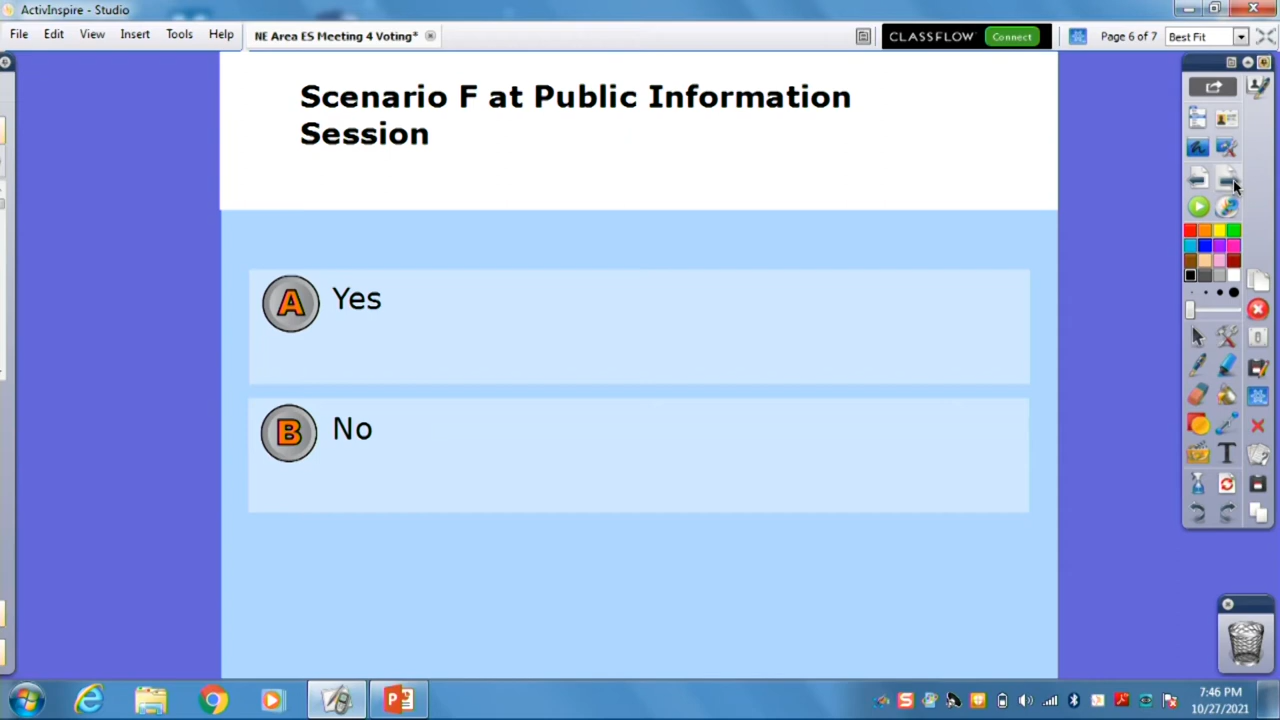 ActivInspire - Studio
File Edit View Insert Tools Help NE Area ES Meeting 4 Voting* CLASSFLOW Connect Page 6 of 7 Best Fit
Scenario F at Public Information
Session
A Yes
B No
7:46 PM
10/27/2021